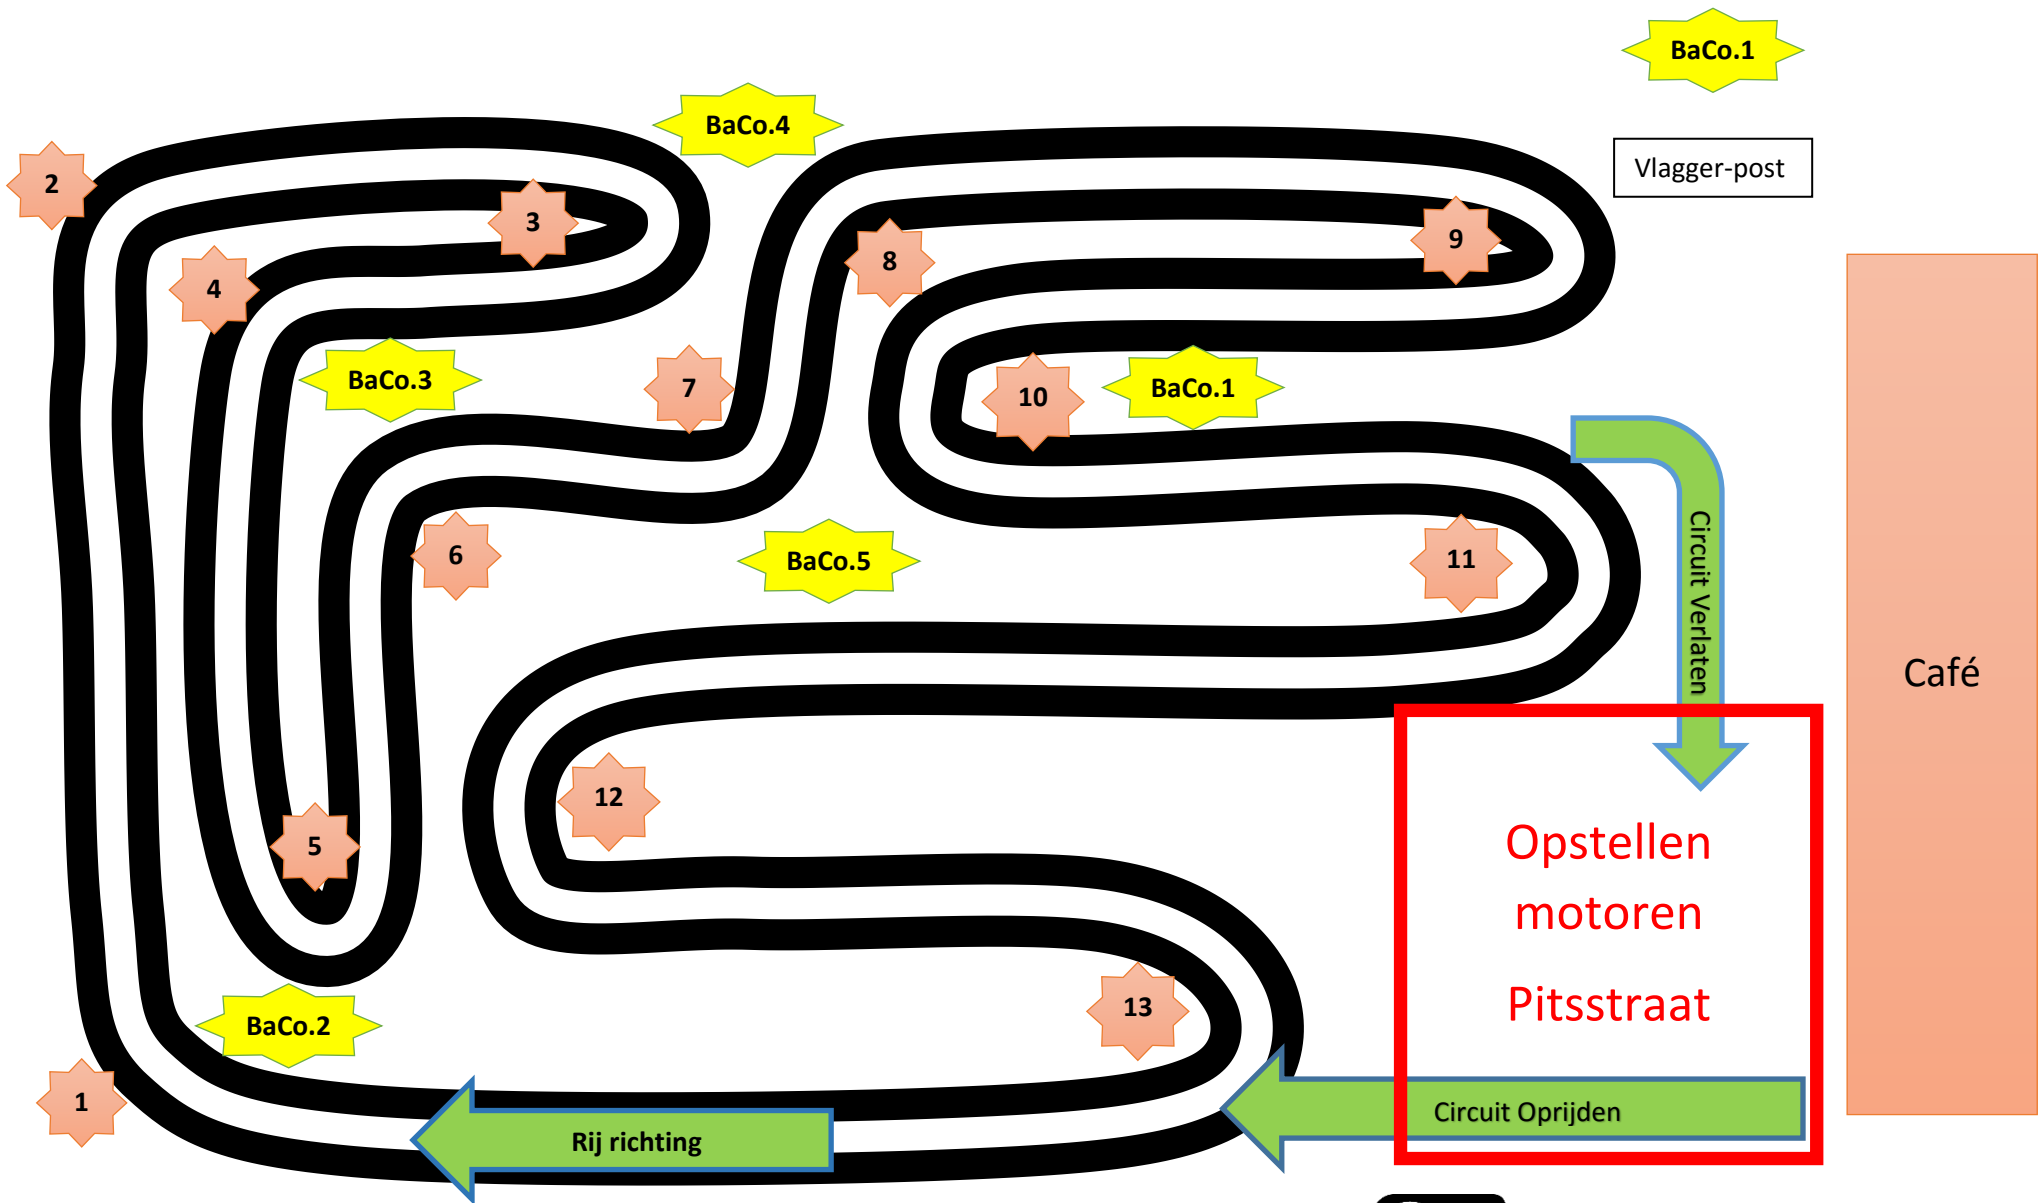 BaCo.1
BaCo.4
Vlagger-post
2
3
9
8
4
BaCo.3
7
10
BaCo.1
6
BaCo.5
11
Circuit Verlaten
Café
12
5
Opstellen
motoren
Pitsstraat
13
BaCo.2
1
Rij richting
Circuit Oprijden